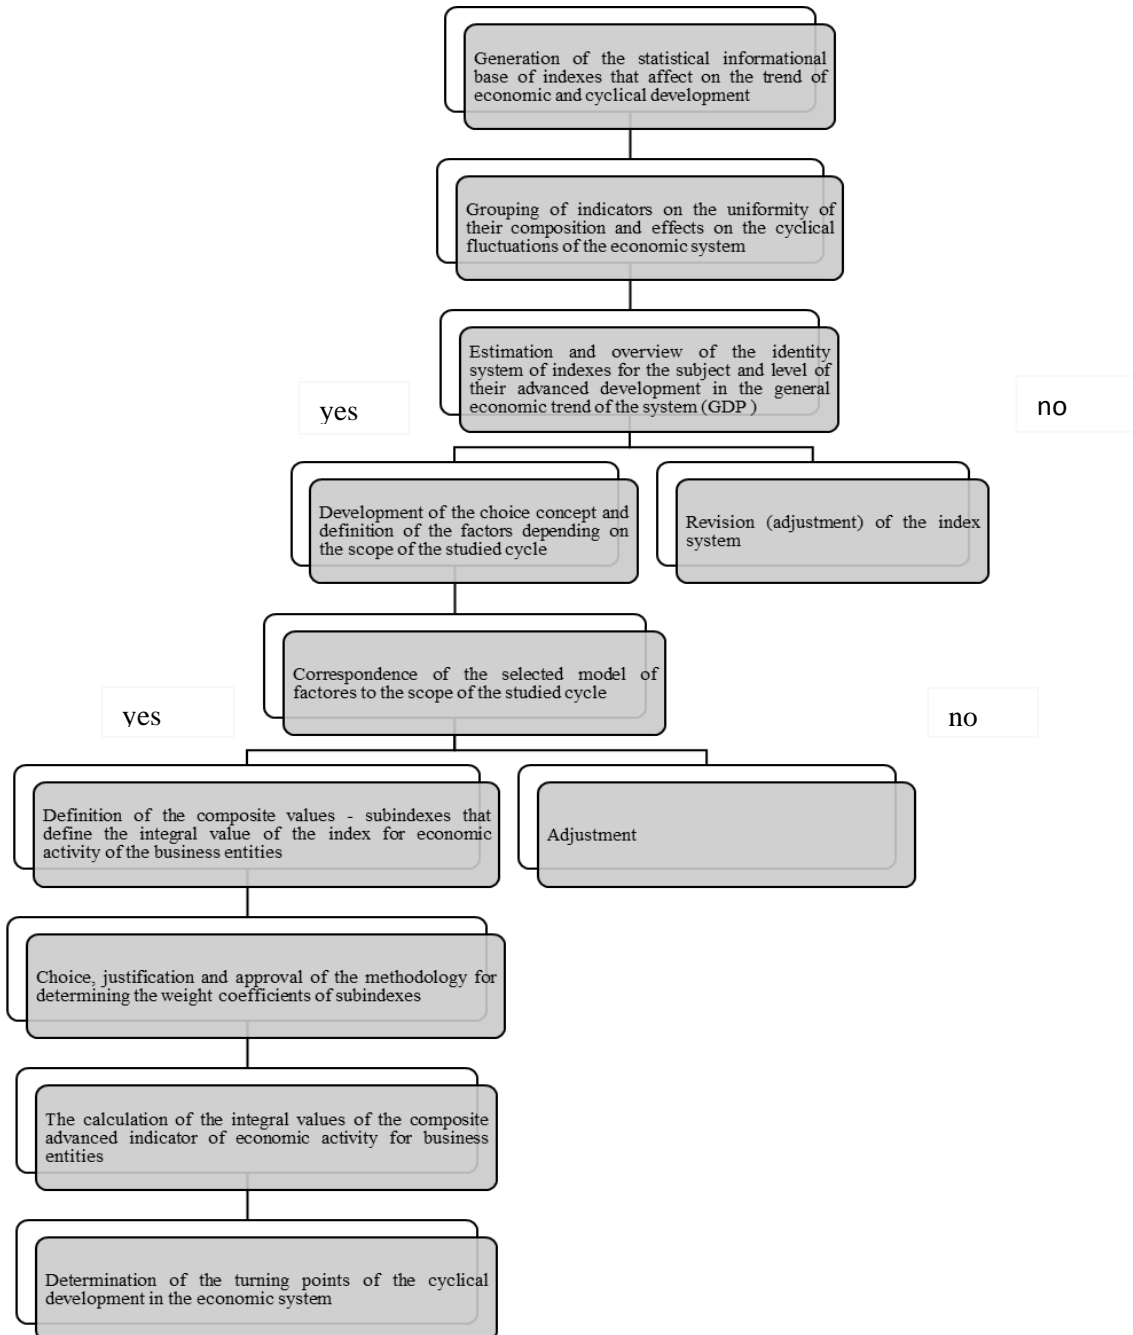 Generation of the statistical informational
base of indexes that affect on the trend of
economic and cyclical development
Grouping of indicators on the uniformity of
their composition and effects on the cyclical
fluctuations of the economic system
Estimation and overview of the identity
system of indexes for the subject and level of
their advanced development in the general
economic trend of the system (GDP )
yes
no
Development of the choice concept and
definition of the factors depending on
the scope of the studied cycle
Revision (adjustment) of the index
system
Correspondence of the selected model of
factores to the scope of the studied cycle
yes
no
Definition of the composite values - subindexes that
define the integral value of the index for economic
activity of the business entities
Adjustment
Choice, justification and approval of the methodology for
determining the weight coefficients of subindexes
The calculation of the integral values of the composite
advanced indicator of economic activity for business
entities
Determination of the turning points of the cyclical
development in the economic system